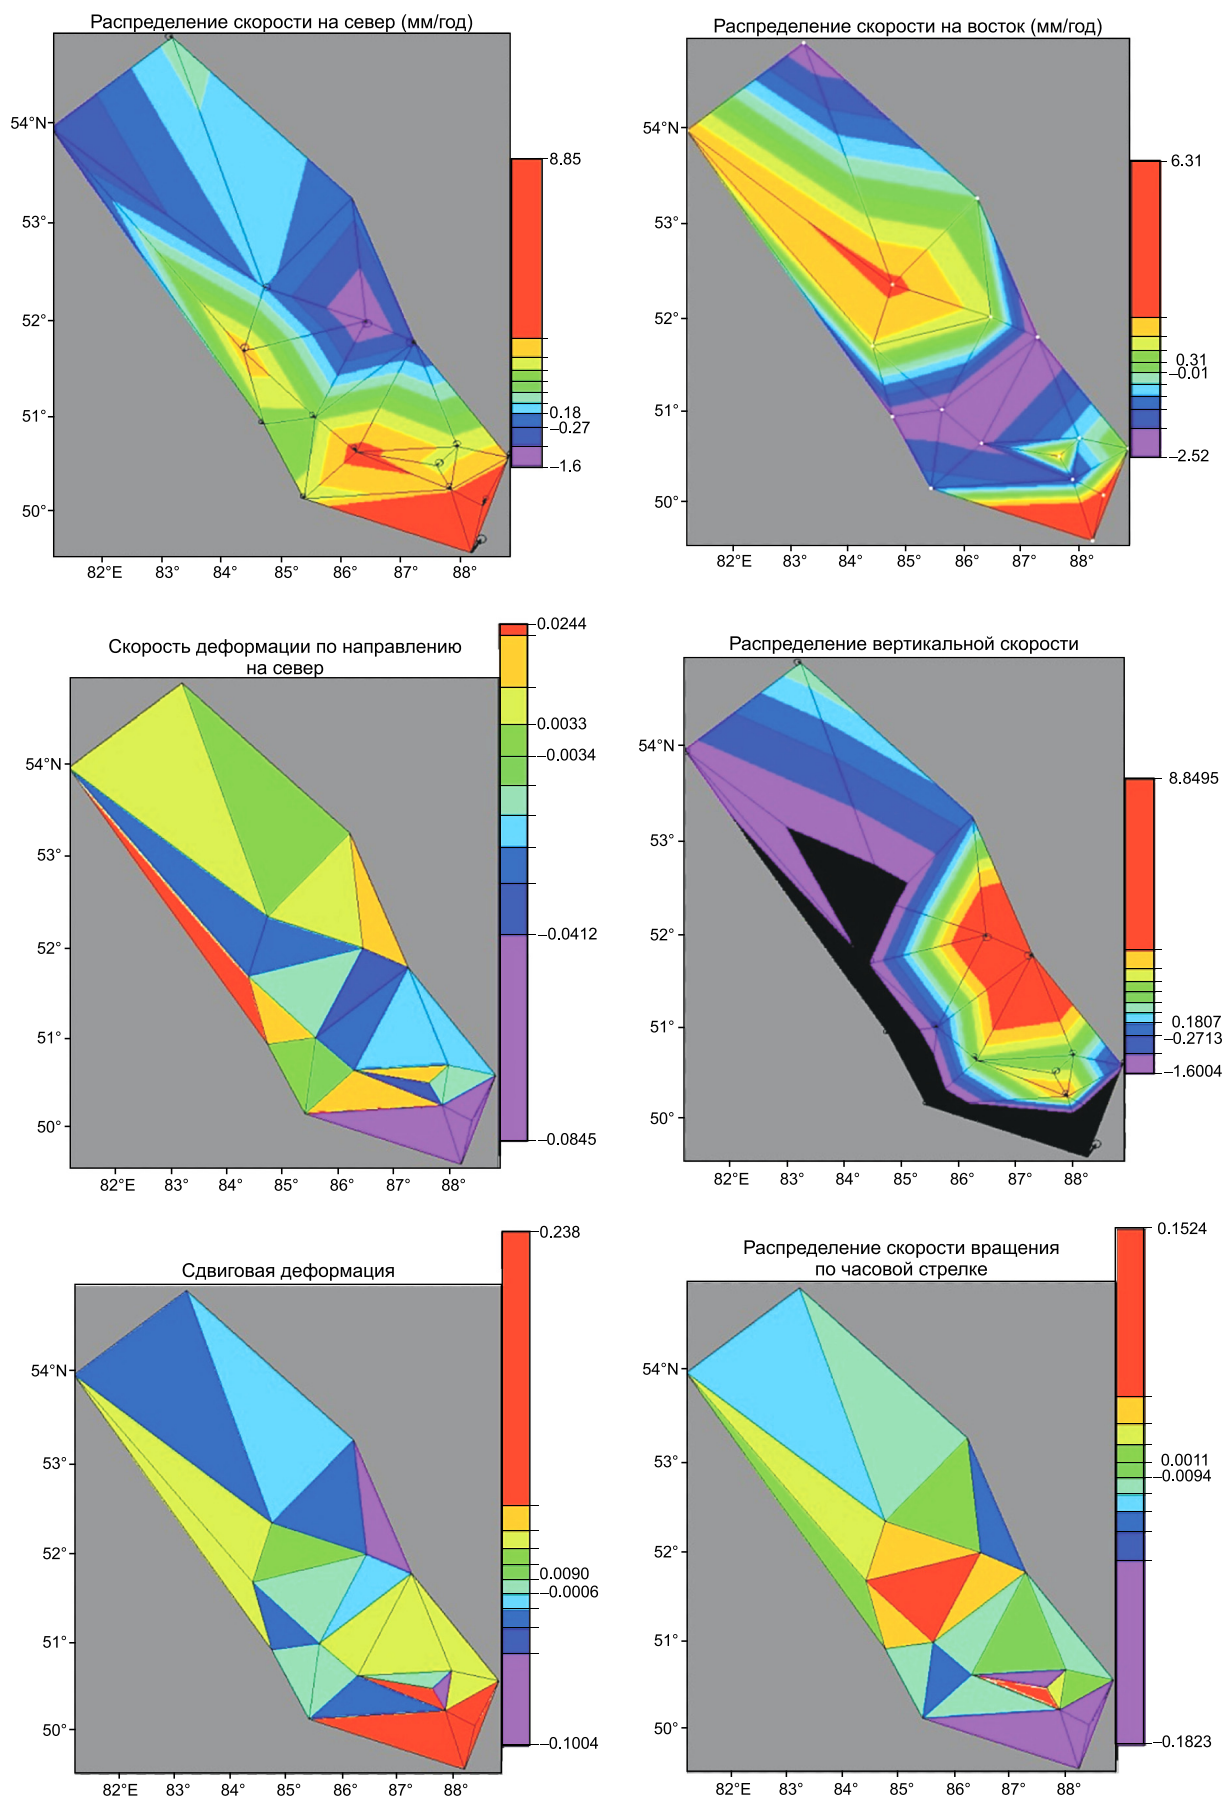 Распределение скорости на север (мм/год)
54°N
53°
52°
51°
50°
82°E 83° 84° 85° 86° 87° 88°
8.85
0.18
–0.27
–1.6
Распределение скорости на восток (мм/год)
54°N
53°
52°
51°
50°
82°E 83° 84° 85° 86° 87° 88°
6.31
0.31
–0.01
–2.52
Скорость деформации по направлению
на север
54°N
53°
52°
51°
50°
82°E 83° 84° 85° 86° 87° 88°
0.0244
0.0033
–0.0034
–0.0412
–0.0845
Распределение вертикальной скорости
54°N
53°
52°
51°
50°
82°E 83° 84° 85° 86° 87° 88°
8.8495
0.1807
–0.2713
–1.6004
Сдвиговая деформация
54°N
53°
52°
51°
50°
82°E 83° 84° 85° 86° 87° 88°
0.238
0.0090
–0.0006
–0.1004
Распределение скорости вращения
по часовой стрелке
54°N
53°
52°
51°
50°
82°E 83° 84° 85° 86° 87° 88°
0.1524
0.0011
–0.0094
–0.1823